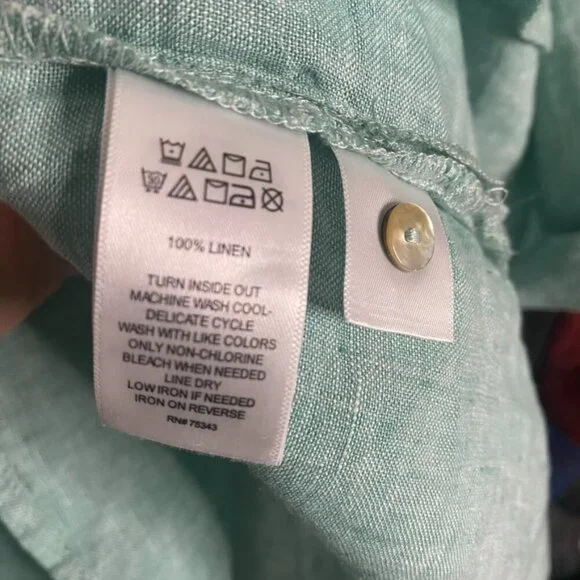 100% LINEN
TURN INSIDE OUT
MACHINE WASH COOL-
DELICATE CYCLE
WASH WITH LIKE COLORS
ONLY NON-CHLORINE
BLEACH WHEN NEEDED
LINE DRY
LOW IRON IF NEEDED
IRON ON REVERSE
RN# 75343